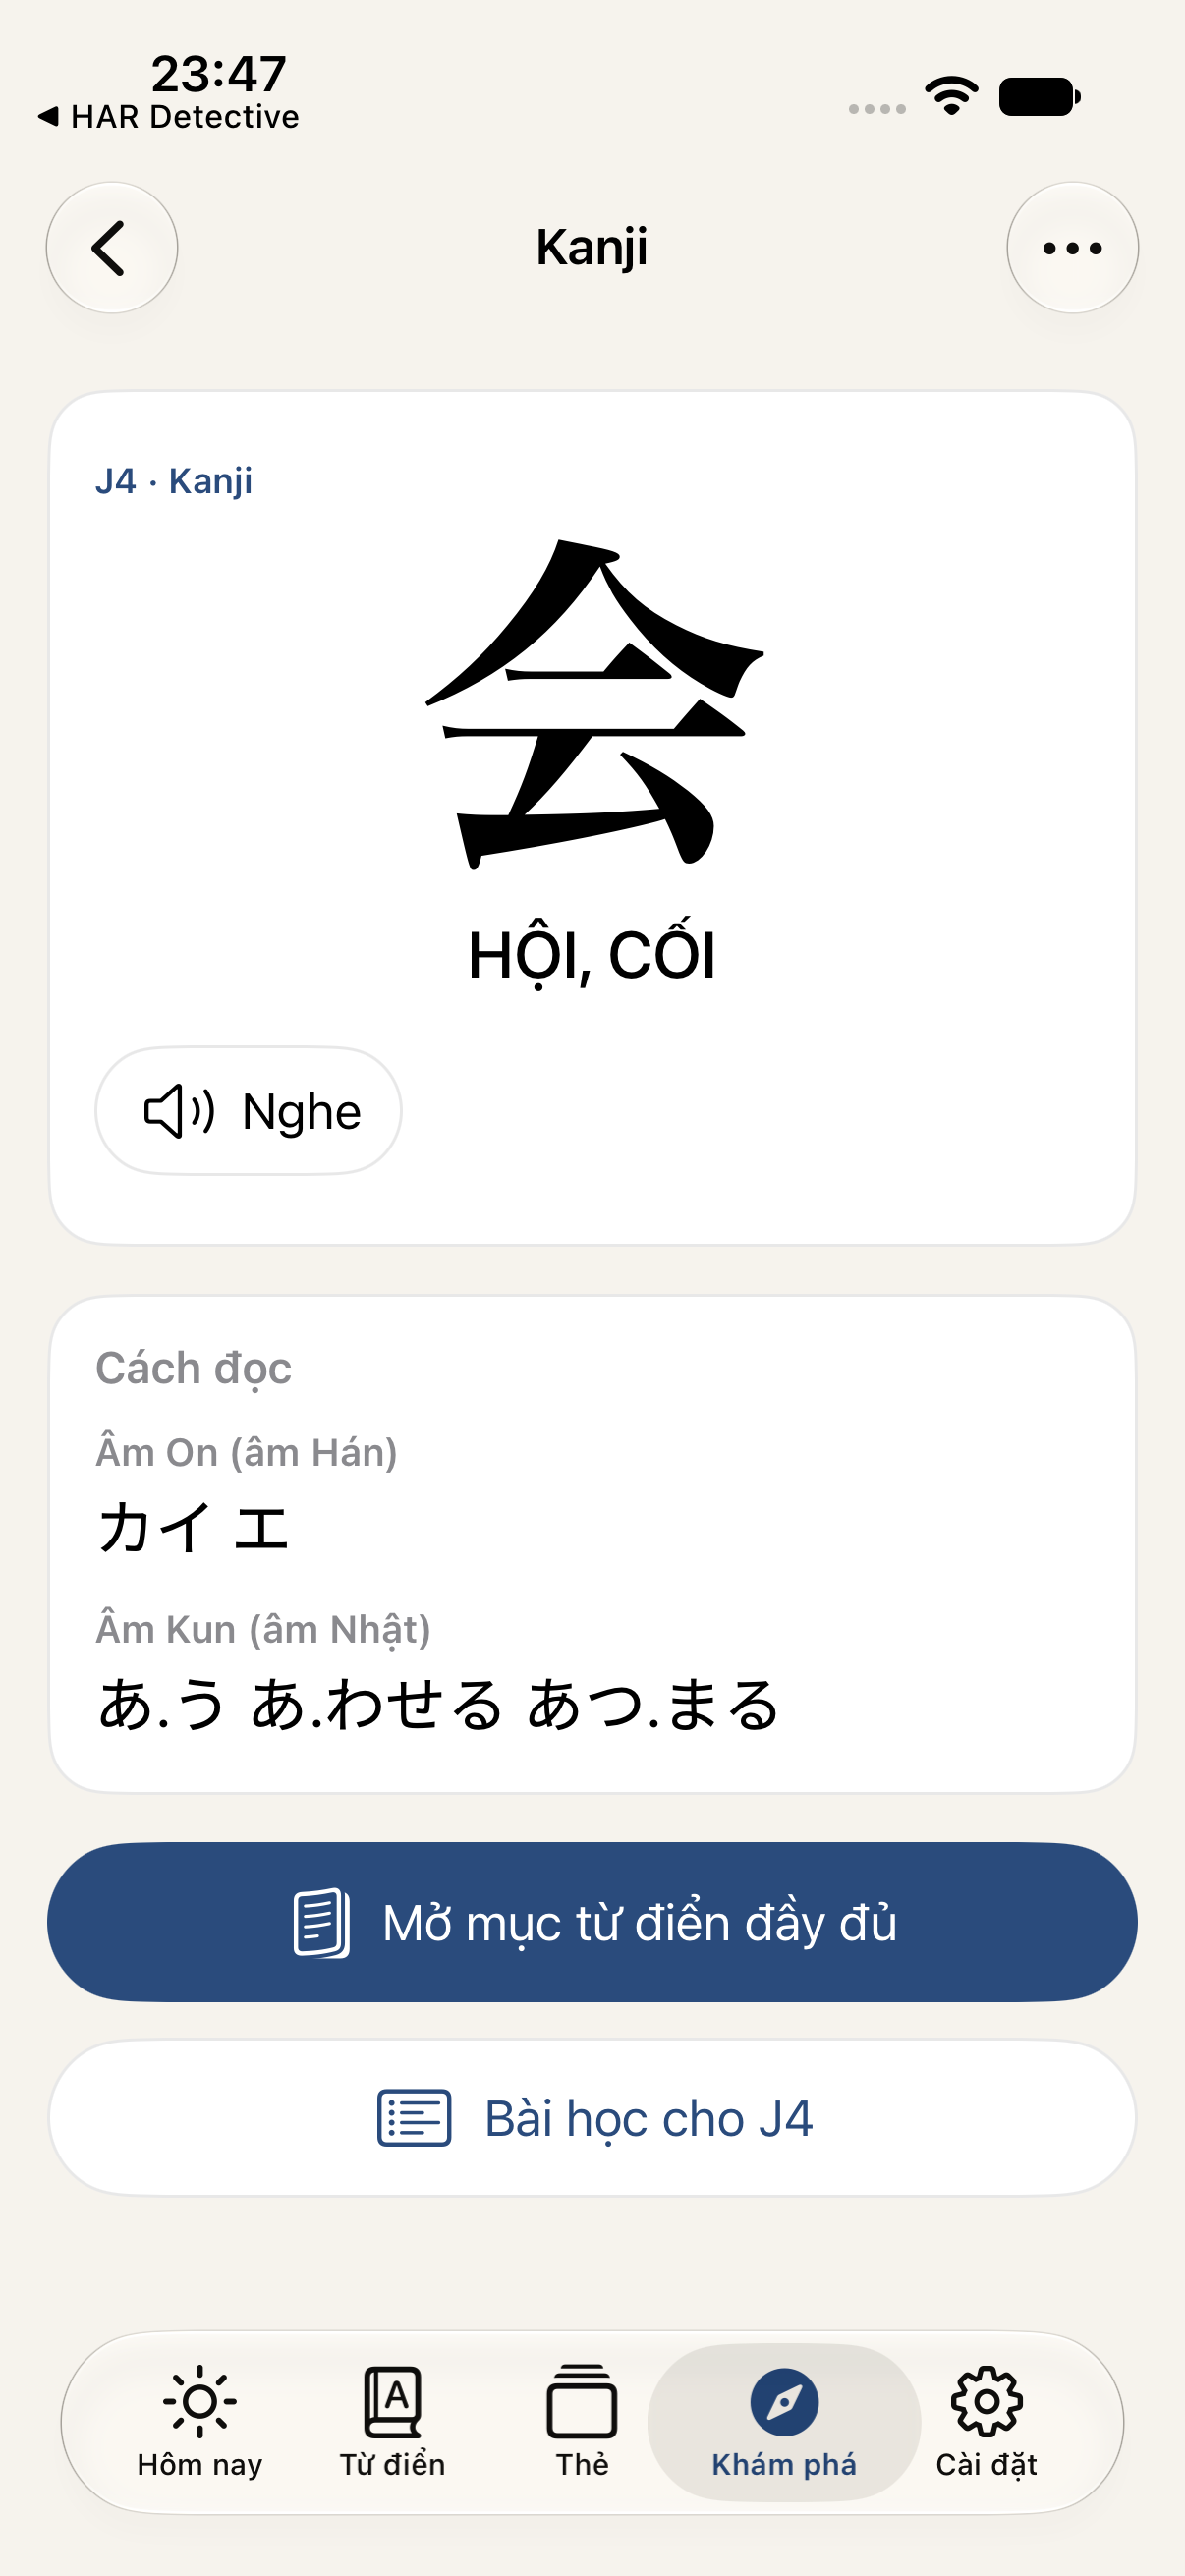 23:47
HAR Detective
Kanji
J4 · Kanji
会
HỘI, CỐI
Nghe
Cách đọc
Âm On (âm Hán)
カイ エ
Âm Kun (âm Nhật)
あ.う あ.わせる あつ.まる
Mở mục từ điển đầy đủ
Bài học cho J4
Hôm nay
Từ điển
Thẻ
Khám phá
Cài đặt